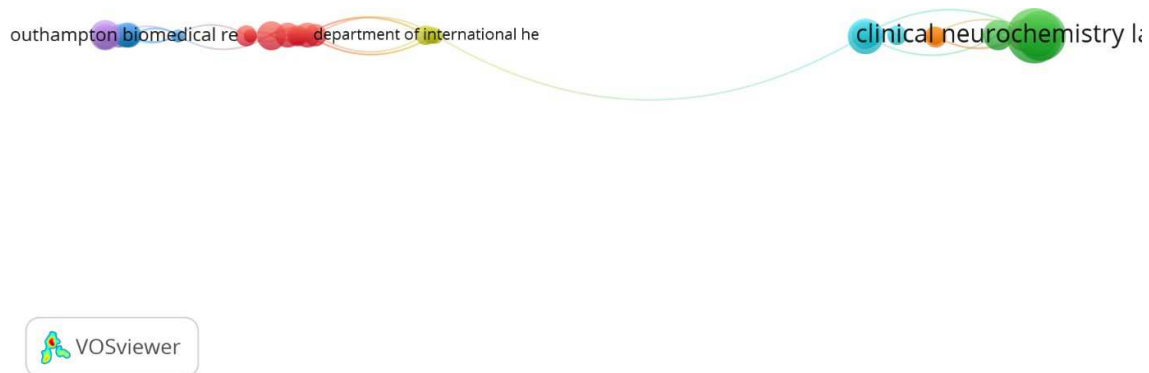 outhampton biomedical re
department of international he
clinical neurochemistry la
VOSviewer